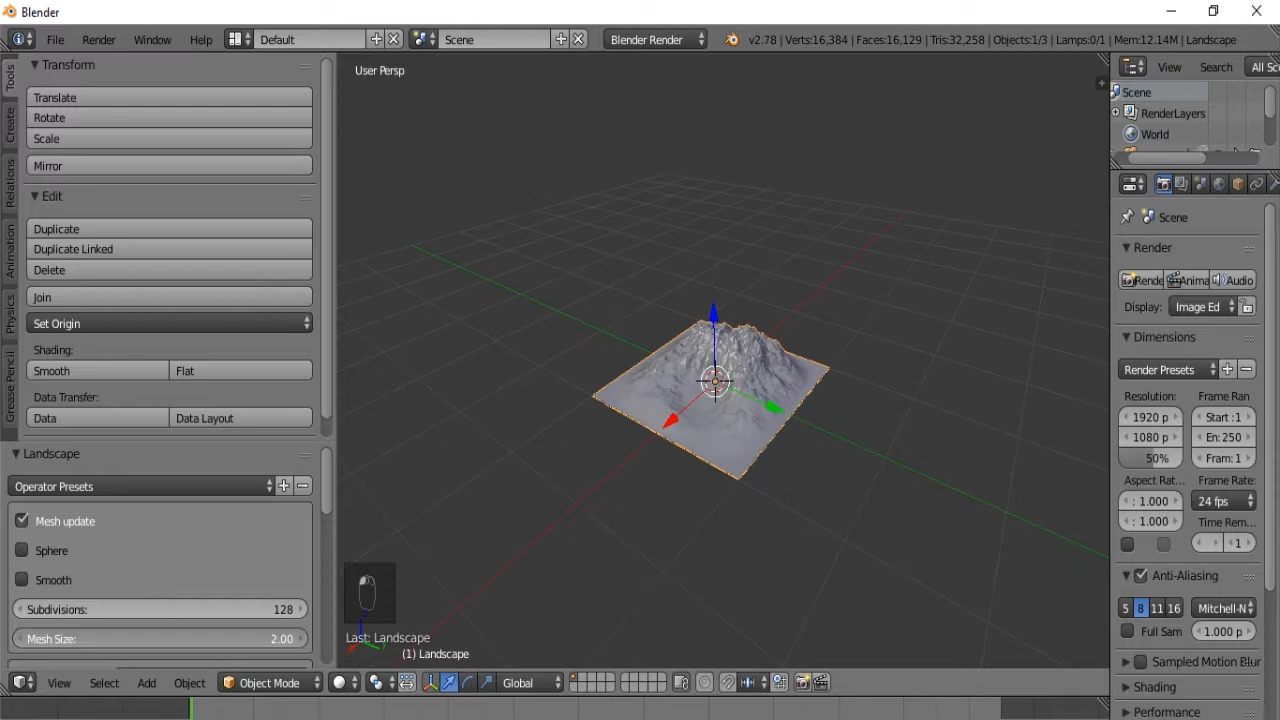 Blender
File Render Window Help Default Scene Blender Render v2.78 | Verts:16,384 | Faces:16,129 | Tris:32,258 | Objects:1/3 | Lamps:0/1 | Mem:12.14M | Landscape
Tools
Create
Relations
Animation
Physics
Grease Pencil
Transform
Translate
Rotate
Scale
Mirror
Edit
Duplicate
Duplicate Linked
Delete
Join
Set Origin
Shading:
Smooth Flat
Data Transfer:
Data Data Layout
Landscape
Operator Presets
Mesh update
Sphere
Smooth
Subdivisions: 128
Mesh Size: 2.00
User Persp
Last: Landscape
(1) Landscape
View Select Add Object Object Mode Global
View Search All Sc
Scene
RenderLayers
World
Scene
Render
Rende Anima Audio
Display: Image Ed
Dimensions
Render Presets
Resolution: Frame Ran
1920 p Start :1
1080 p En: 250
50% Fram: 1
Aspect Rat... Frame Rate:
: 1.000 24 fps
: 1.000 Time Rem...
1
Anti-Aliasing
5 8 11 16 Mitchell-N
Full Sam 1.000 p
Sampled Motion Blur
Shading
Performance